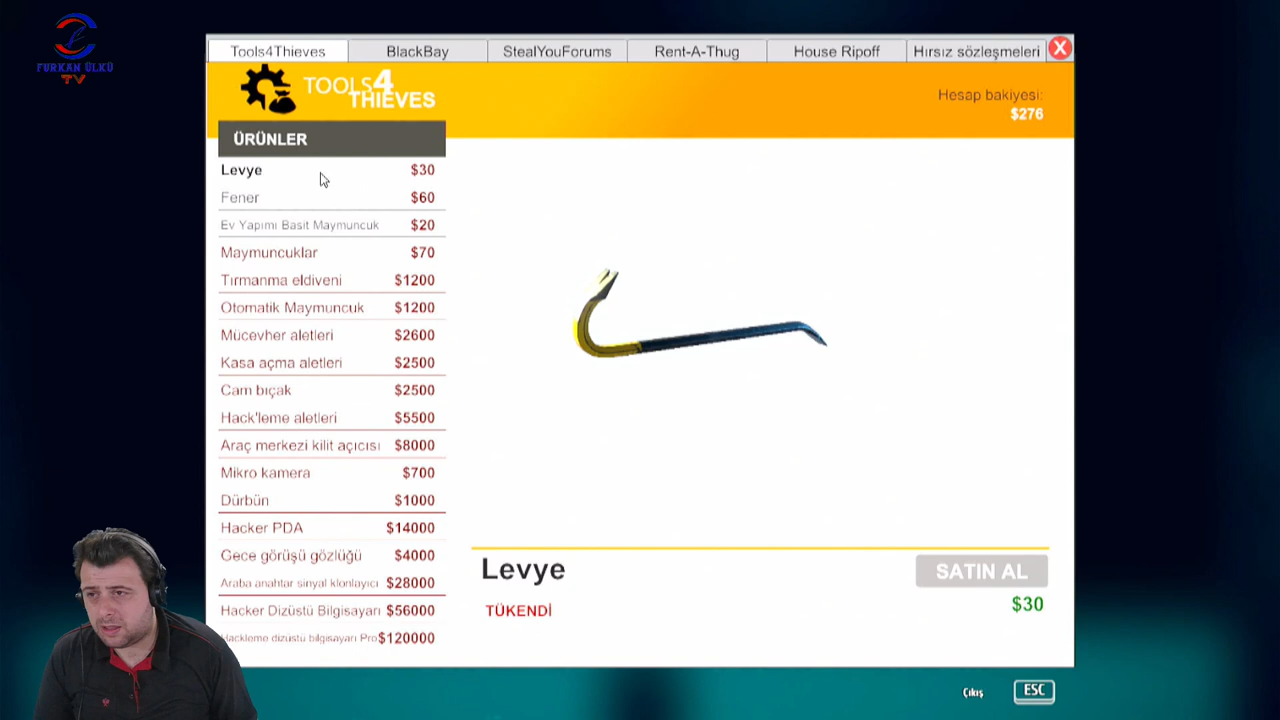 FURKAN ÜLKÜ
TV
Tools4Thieves
BlackBay
StealYouForums
Rent-A-Thug
House Ripoff
Hırsız sözleşmeleri
X
TOOLS4
THIEVES
Hesap bakiyesi:
$276
ÜRÜNLER
Levye $30
Fener $60
Ev Yapımı Basit Maymuncuk $20
Maymuncuklar $70
Tırmanma eldiveni $1200
Otomatik Maymuncuk $1200
Mücevher aletleri $2600
Kasa açma aletleri $2500
Cam bıçak $2500
Hack'leme aletleri $5500
Araç merkezi kilit açıcısı $8000
Mikro kamera $700
Dürbün $1000
Hacker PDA $14000
Gece görüşü gözlüğü $4000
Araba anahtar sinyal klonlayıcı $28000
Hacker Dizüstü Bilgisayarı $56000
Hackleme dizüstü bilgisayarı Pro $120000
Levye
SATIN AL
TÜKENDİ
$30
Çıkış
ESC